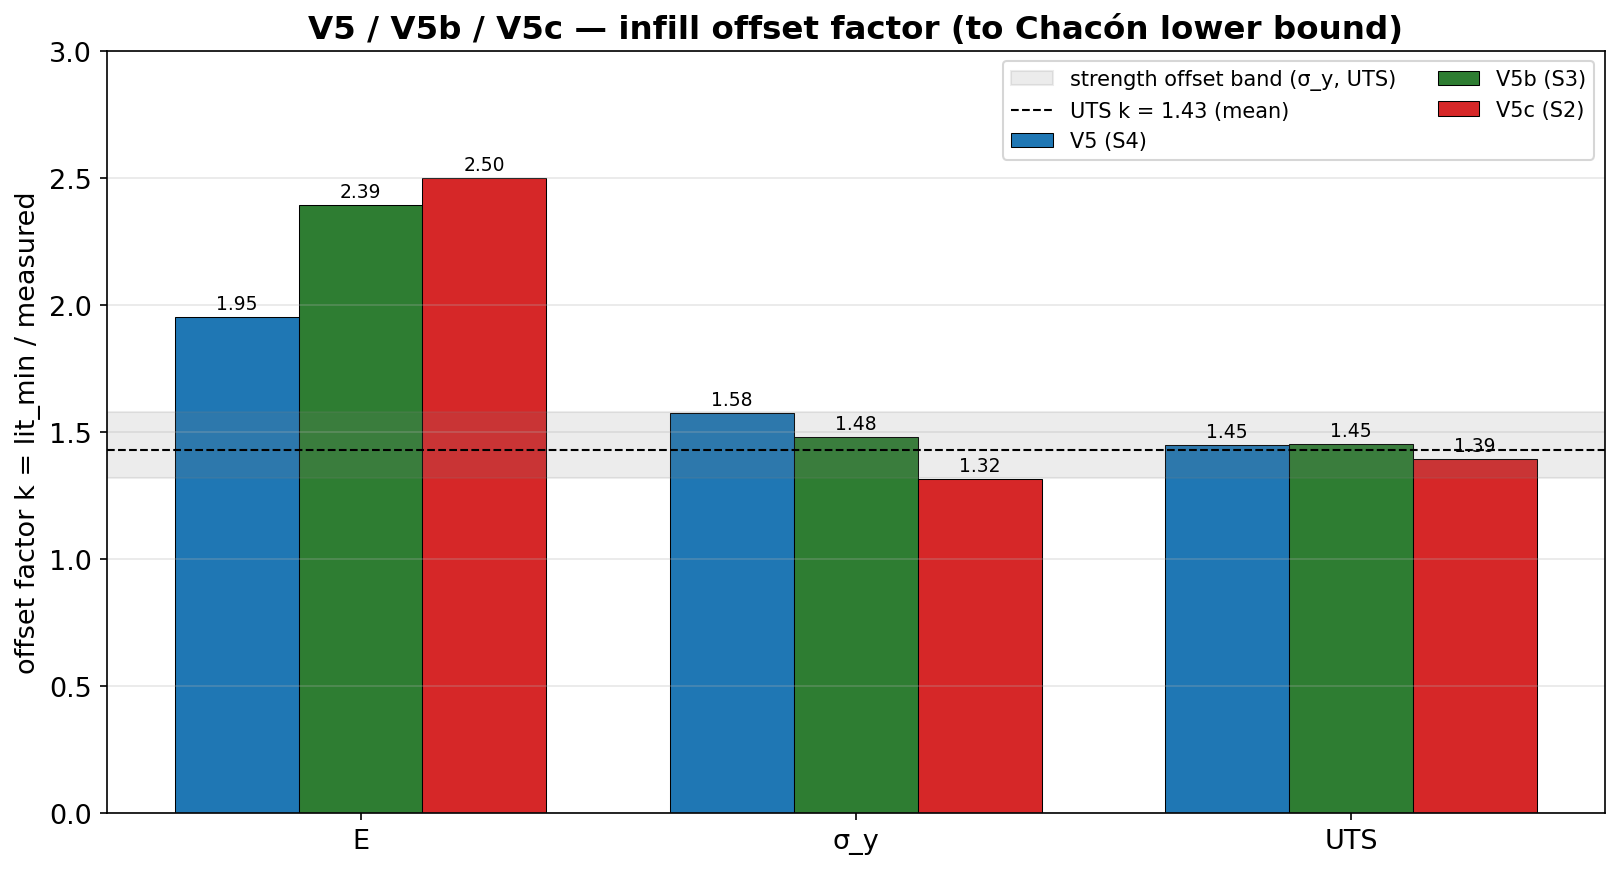 V5 / V5b / V5c — infill offset factor (to Chacón lower bound)
offset factor k = lit_min / measured
3.0
2.5
2.0
1.5
1.0
0.5
0.0
strength offset band (σ_y, UTS)
UTS k = 1.43 (mean)
V5 (S4)
V5b (S3)
V5c (S2)
1.95
2.39
2.50
1.58
1.48
1.32
1.45
1.45
1.39
E
σ_y
UTS